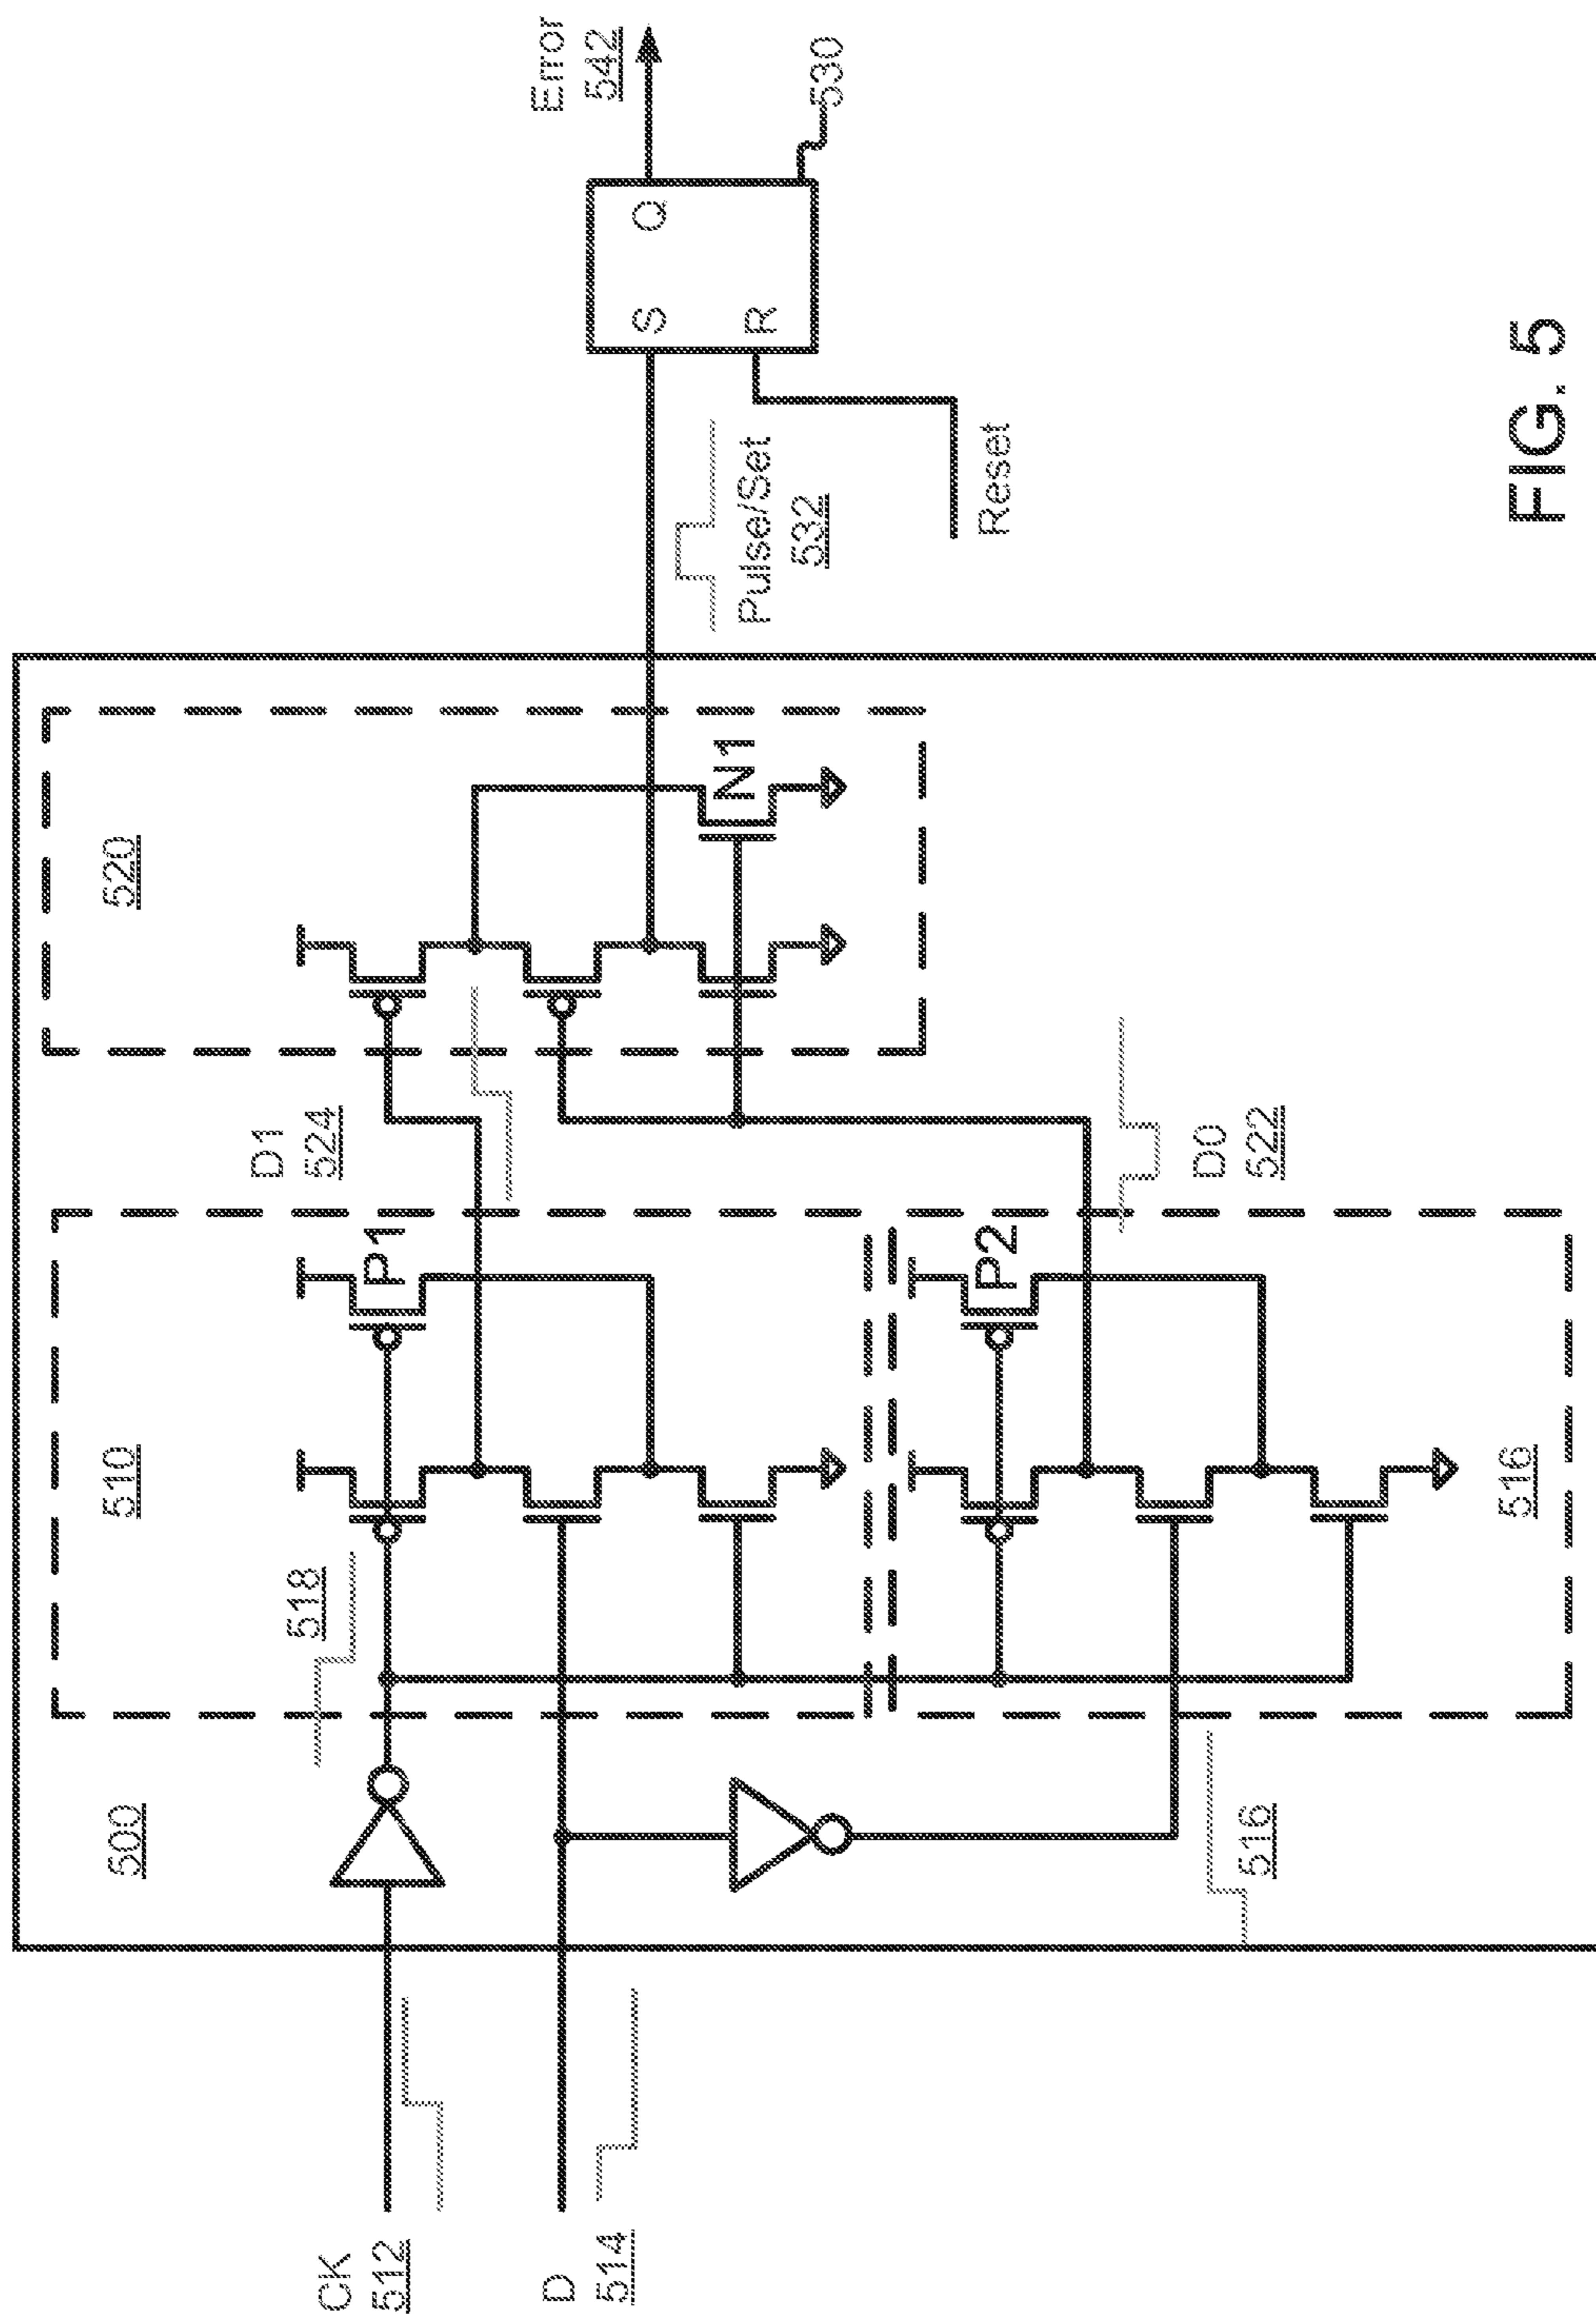 CK
512
D
514
500
516
518
510
P1
P2
516
D1
524
D0
522
520
N1
Pulse/Set
532
Reset
S
R
Q
530
Error
542
FIG. 5